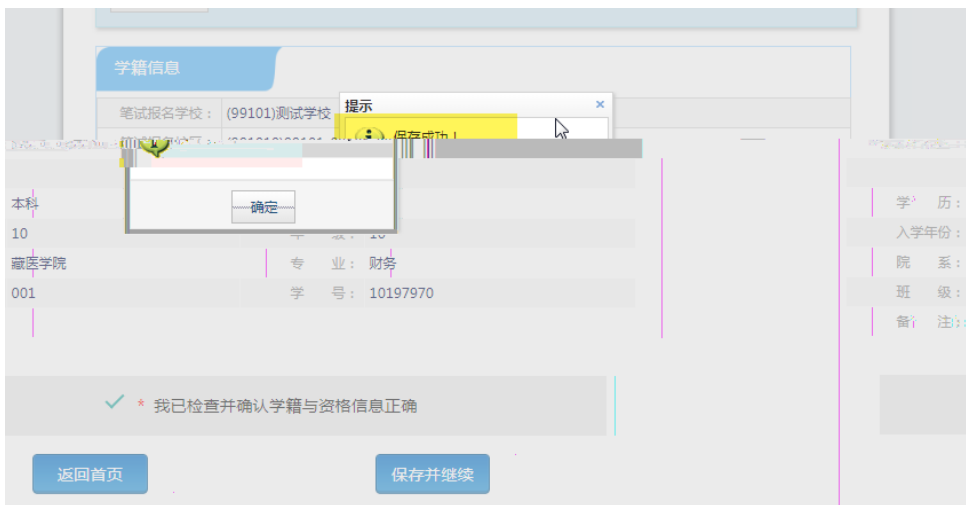 学籍信息
笔试报名学校： (99101)测试学校
提示
×
保存成功！
确定
本科
学 历：
10
级： 10
入学年份：
藏医学院
专 业： 财务
院 系：
001
学 号： 10197970
班 级：
备 注：
* 我已检查并确认学籍与资格信息正确
返回首页
保存并继续